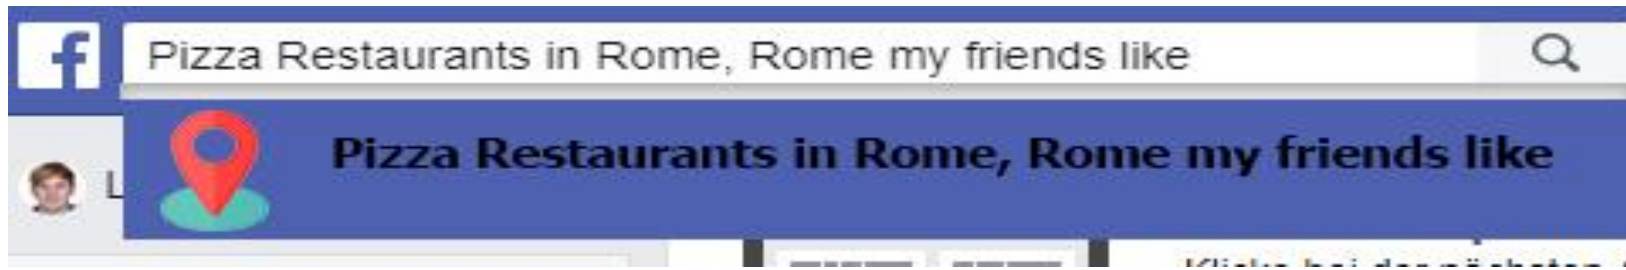 f Pizza Restaurants in Rome, Rome my friends like
Pizza Restaurants in Rome, Rome my friends like
L